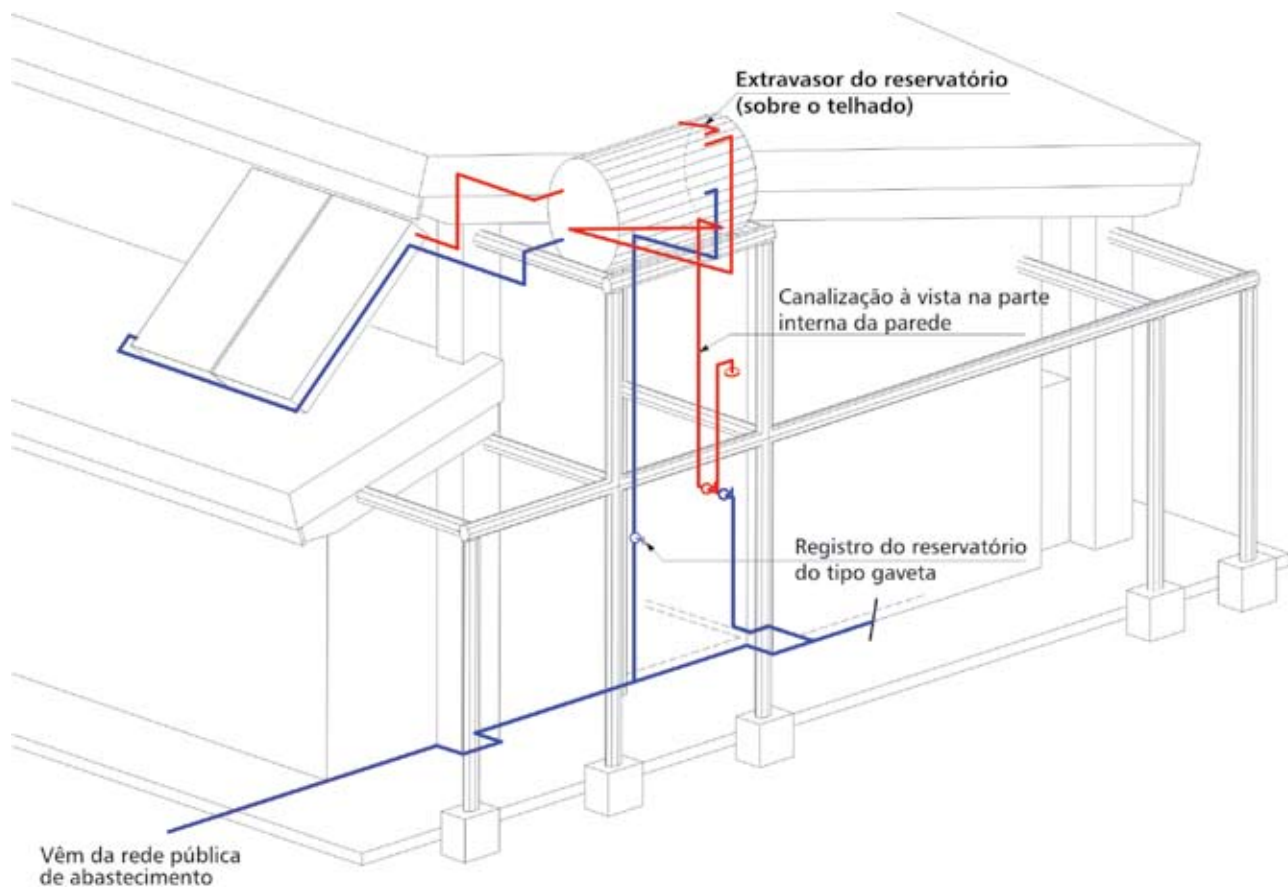 Extravasor do reservatório
(sobre o telhado)
Canalização à vista na parte
interna da parede
Registro do reservatório
do tipo gaveta
Vêm da rede pública
de abastecimento